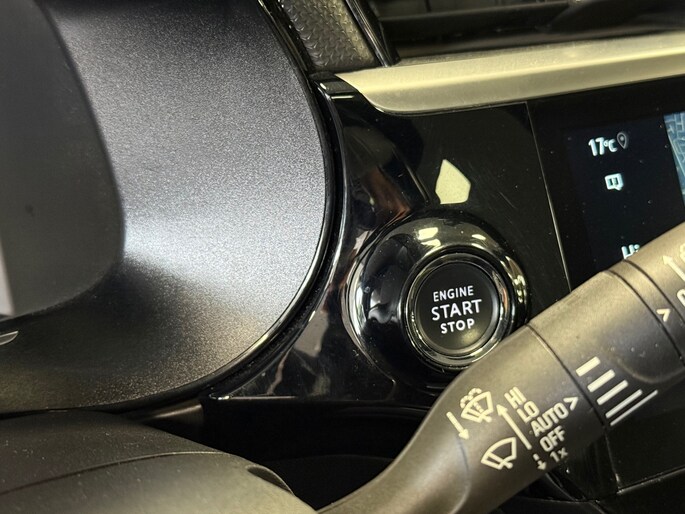 17°C
ENGINE
START
STOP
HI
LO
AUTO
OFF
1x